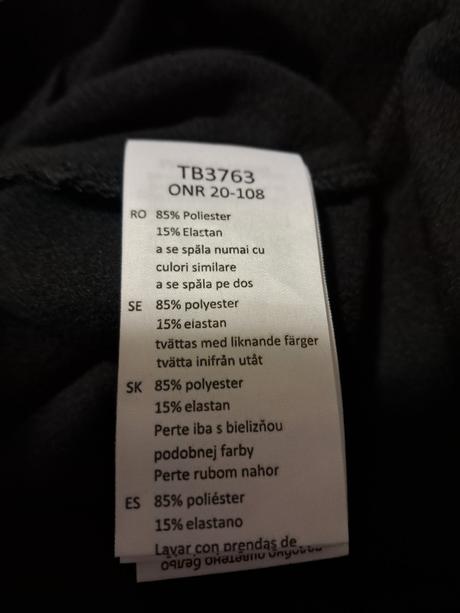 TB3763
ONR 20-108
RO 85% Poliester
15% Elastan
a se spăla numai cu
culori similare
a se spăla pe dos
SE 85% polyester
15% elastan
tvättas med liknande färger
tvätta inifrån utåt
SK 85% polyester
15% elastan
Perte iba s bielizňou
podobnej farby
Perte rubom nahor
ES 85% poliéster
15% elastano
Lavar con prendas de